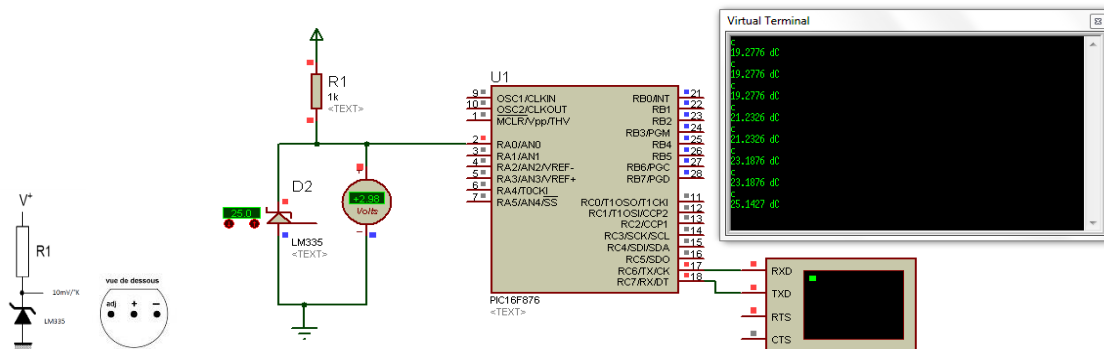 V+
R1
10mV/°K
LM335
vue de dessous
adj + −
R1
1k
<TEXT>
D2
25.0
LM335
<TEXT>
+2.98
Volts
+
−
U1
9 OSC1/CLKIN
10 OSC2/CLKOUT
1 MCLR/Vpp/THV
2 RA0/AN0
3 RA1/AN1
4 RA2/AN2/VREF-
5 RA3/AN3/VREF+
6 RA4/T0CKI
7 RA5/AN4/SS
RB0/INT 21
RB1 22
RB2 23
RB3/PGM 24
RB4 25
RB5 26
RB6/PGC 27
RB7/PGD 28
RC0/T1OSO/T1CKI 11
RC1/T1OSI/CCP2 12
RC2/CCP1 13
RC3/SCK/SCL 14
RC4/SDI/SDA 15
RC5/SDO 16
RC6/TX/CK 17
RC7/RX/DT 18
PIC16F876
<TEXT>
Virtual Terminal
c
19.2776 dC
c
19.2776 dC
c
19.2776 dC
c
21.2326 dC
c
21.2326 dC
c
23.1876 dC
c
23.1876 dC
c
25.1427 dC
RXD
TXD
RTS
CTS